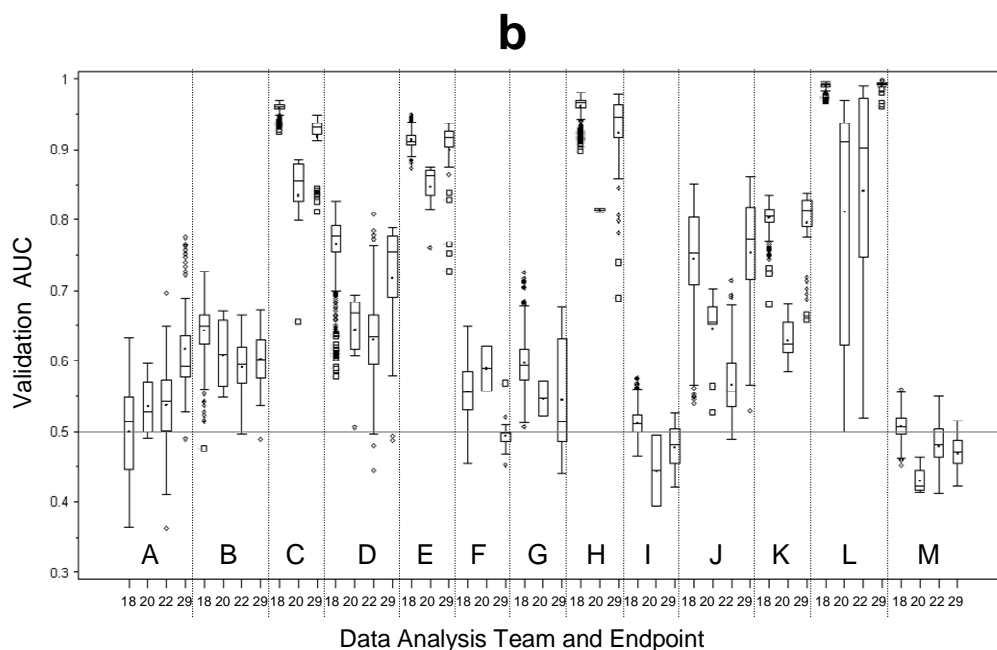 b
1
0.9
0.8
0.7
0.6
0.5
0.4
0.3
Validation AUC
A B C D E F G H I J K L M
18 20 22 29 18 20 22 29 18 20 29 18 20 22 29 18 20 29 18 20 29 18 20 29 18 20 29 18 20 29 18 20 22 29 18 20 29 18 20 22 29 18 20 22 29
Data Analysis Team and Endpoint